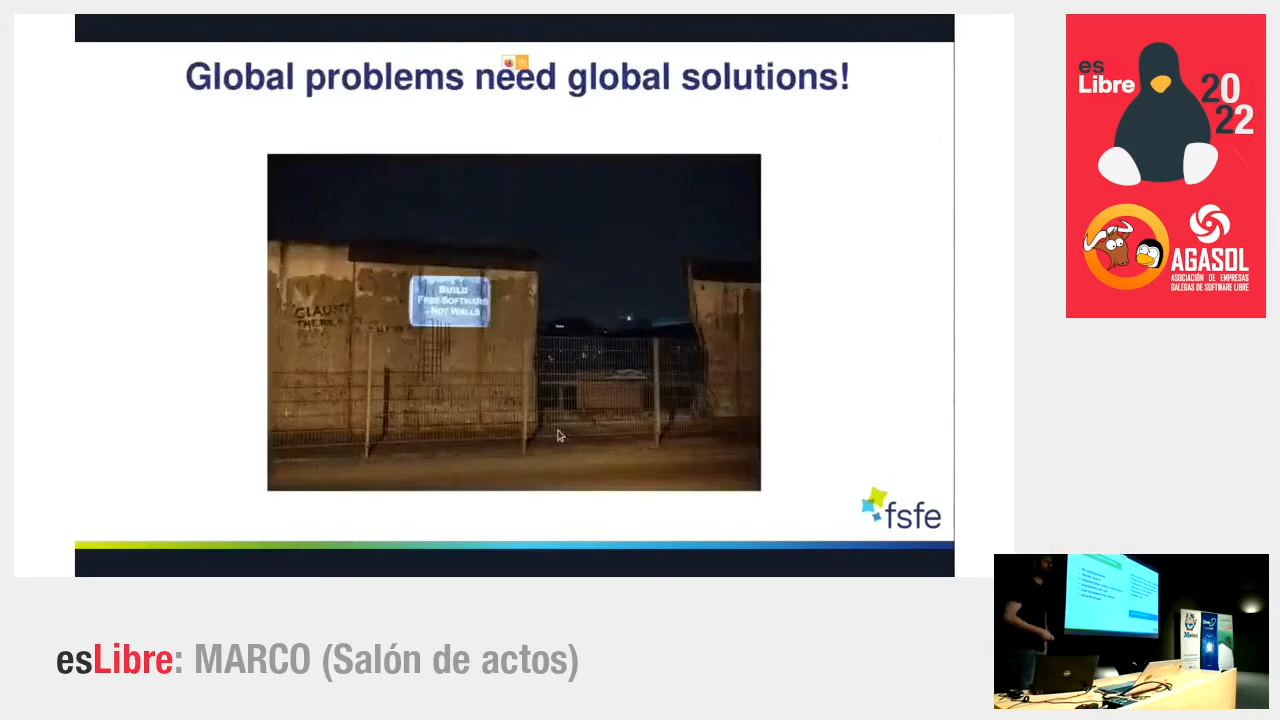 Global problems need global solutions!
BUILD
FREE SOFTWARE
NOT WALLS
fsfe
es
Libre
20
22
AGASOL
ASOCIACIÓN DE EMPRESAS
GALEGAS DE SOFTWARE LIBRE
esLibre: MARCO (Salón de actos)